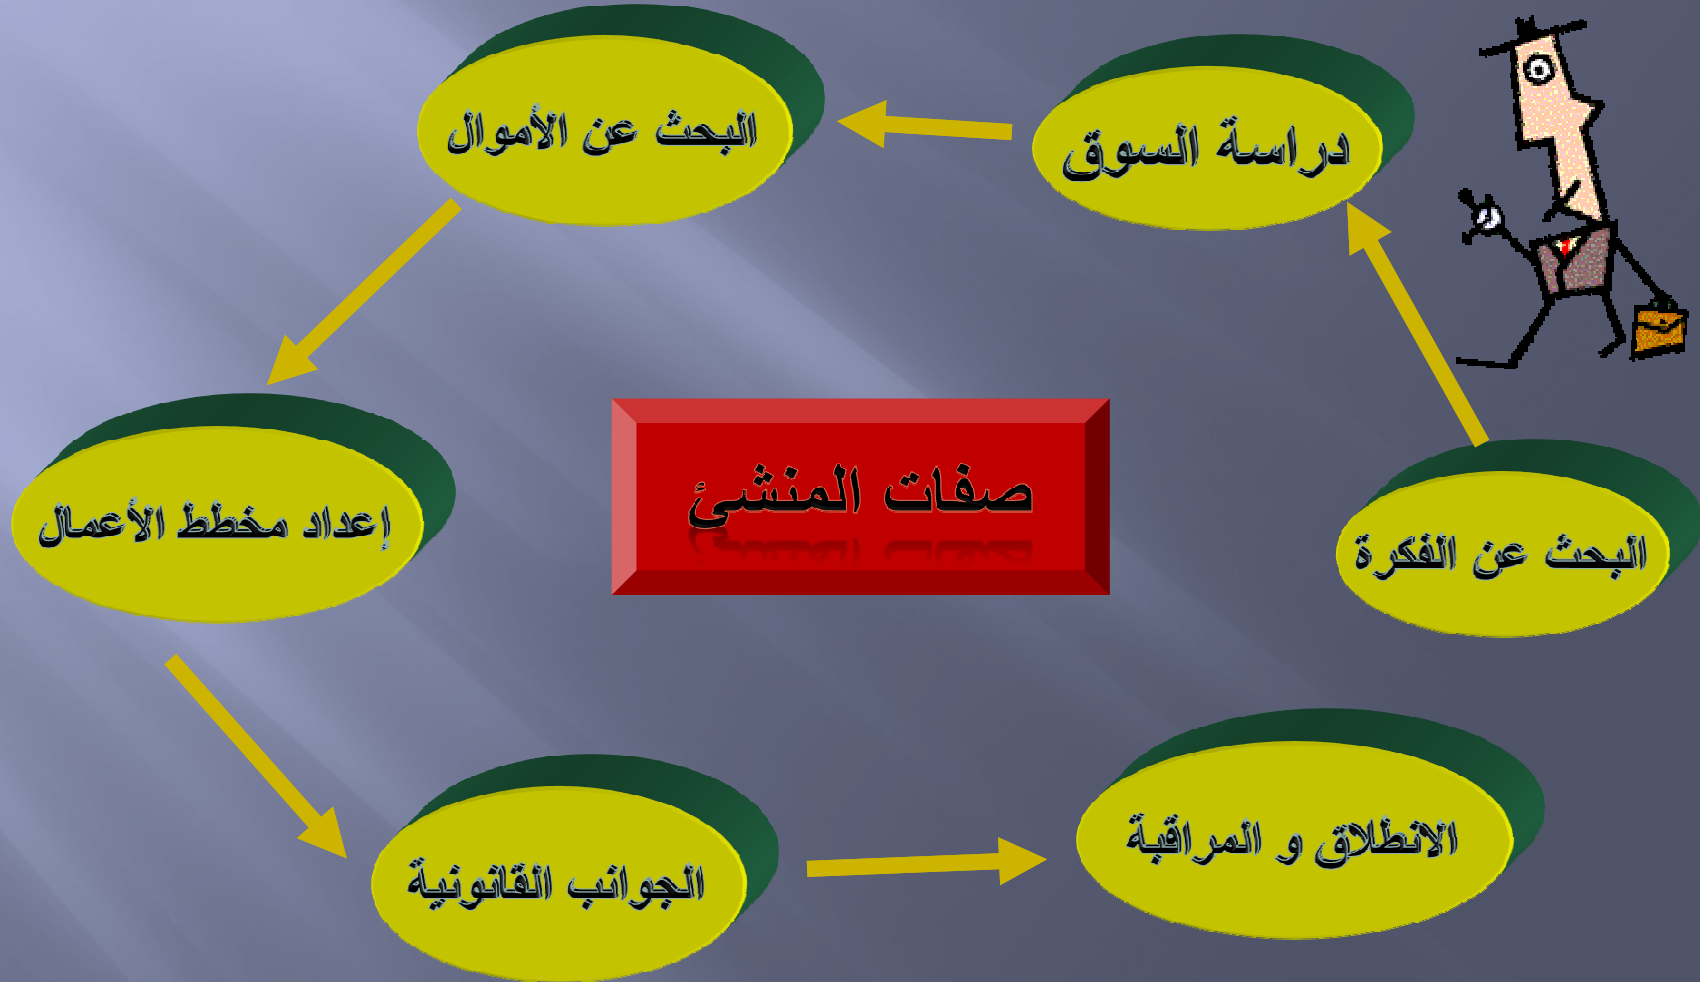 البحث عن الفكرة
دراسة السوق
البحث عن الأموال
إعداد مخطط الأعمال
الجوانب القانونية
الانطلاق و المراقبة
صفات المنشئ